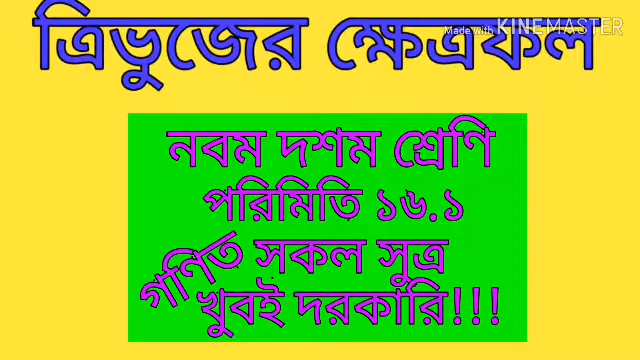 Made with KINEMASTER
ত্রিভুজের ক্ষেত্রফল
নবম দশম শ্রেণি
পরিমিতি ১৬.১
গণিত সকল সুত্র
খুবই দরকারি!!!